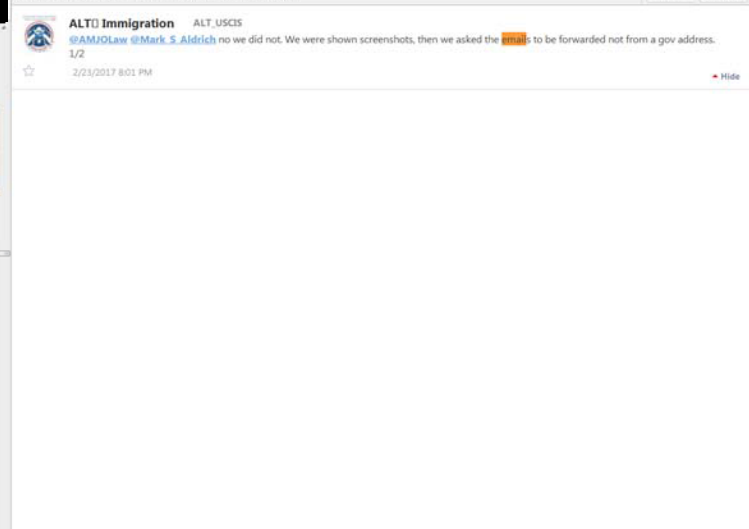 ALT▯ Immigration ALT_USCIS
@AMJOLaw @Mark_S_Aldrich no we did not. We were shown screenshots, then we asked the emails to be forwarded not from a gov address.
1/2
2/23/2017 8:01 PM
Hide